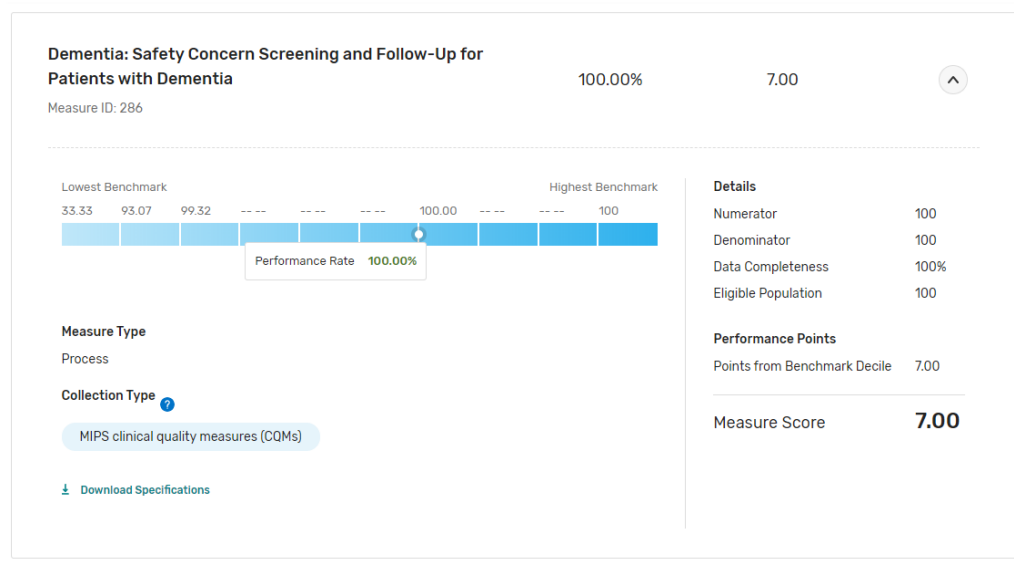 Dementia: Safety Concern Screening and Follow-Up for
Patients with Dementia
100.00%
7.00
Measure ID: 286
Lowest Benchmark
Highest Benchmark
33.33 93.07 99.32 -- -- -- -- -- -- 100.00 -- -- -- -- 100
Performance Rate 100.00%
Measure Type
Process
Collection Type ?
MIPS clinical quality measures (CQMs)
Download Specifications
Details
Numerator 100
Denominator 100
Data Completeness 100%
Eligible Population 100
Performance Points
Points from Benchmark Decile 7.00
Measure Score 7.00